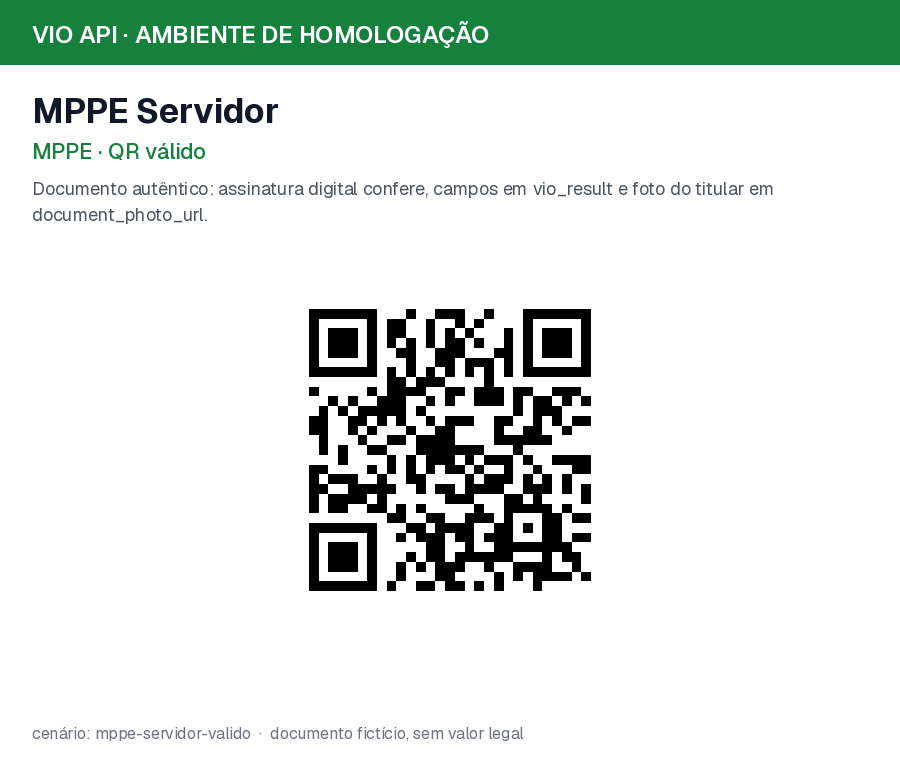 VIO API · AMBIENTE DE HOMOLOGAÇÃO
MPPE Servidor
MPPE · QR válido
Documento autêntico: assinatura digital confere, campos em vio_result e foto do titular em
document_photo_url.
cenário: mppe-servidor-valido · documento fictício, sem valor legal